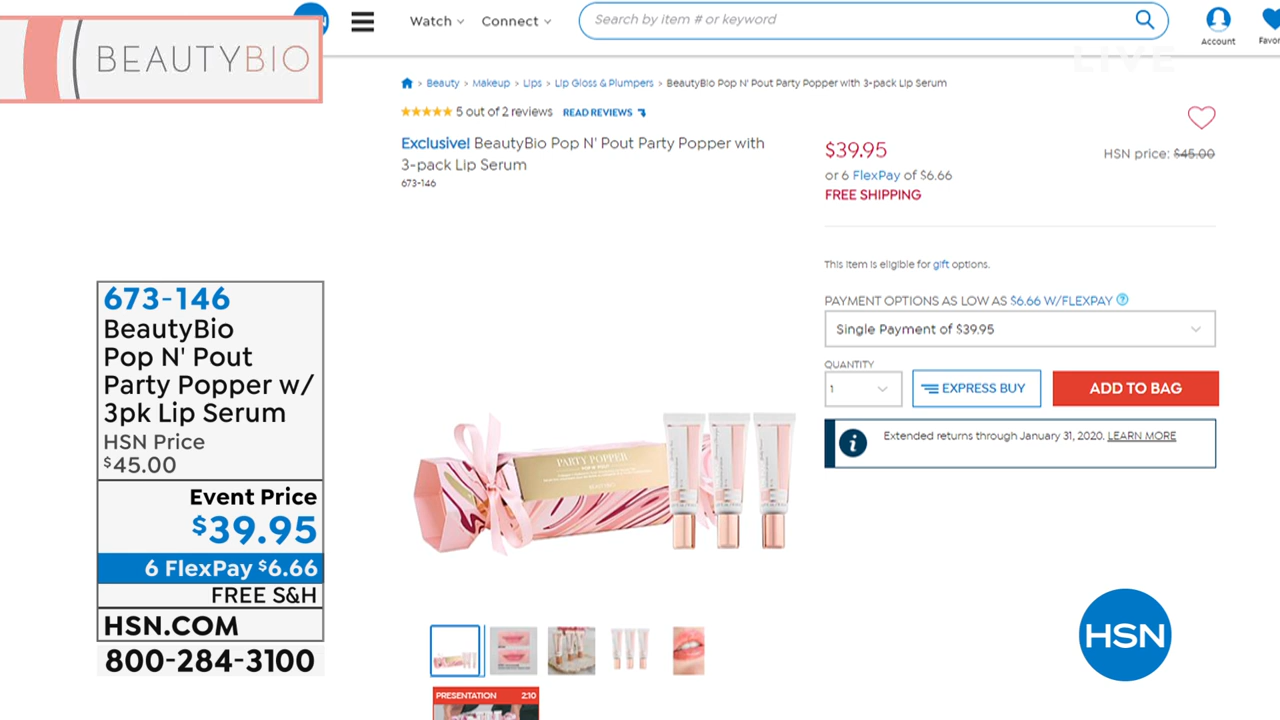 BEAUTYBIO
Watch
Connect
Search by item # or keyword
Account
LIVE
Beauty > Makeup > Lips > Lip Gloss & Plumpers > BeautyBio Pop N' Pout Party Popper with 3-pack Lip Serum
5 out of 2 reviews READ REVIEWS
Exclusive! BeautyBio Pop N' Pout Party Popper with
3-pack Lip Serum
673-146
$39.95
HSN price: $45.00
or 6 FlexPay of $6.66
FREE SHIPPING
This item is eligible for gift options.
PAYMENT OPTIONS AS LOW AS $6.66 W/FLEXPAY
Single Payment of $39.95
QUANTITY
1
EXPRESS BUY
ADD TO BAG
Extended returns through January 31, 2020. LEARN MORE
PARTY POPPER
PRESENTATION 2:10
673-146
BeautyBio
Pop N' Pout
Party Popper w/
3pk Lip Serum
HSN Price
$45.00
Event Price
$39.95
6 FlexPay $6.66
FREE S&H
HSN.COM
800-284-3100
HSN